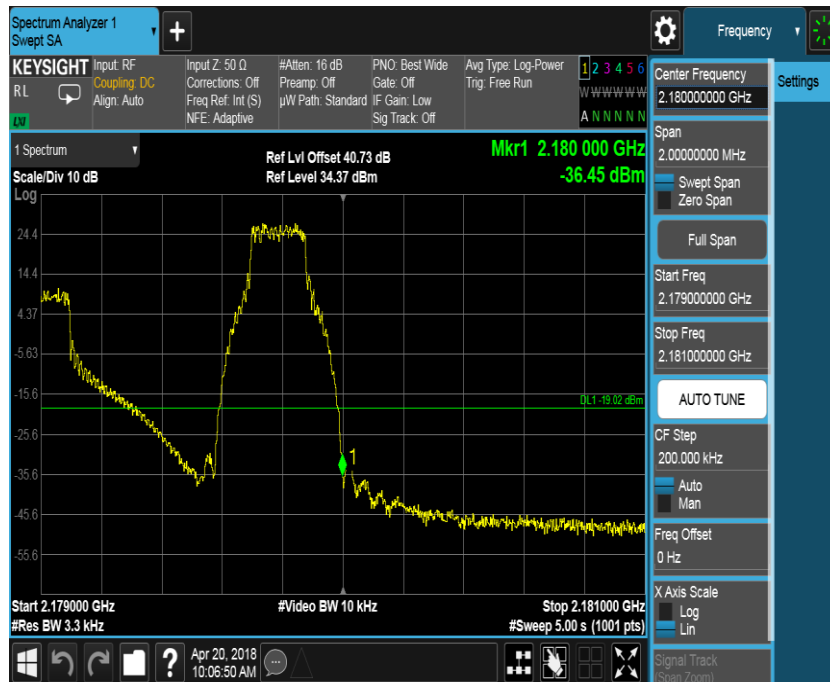 Spectrum Analyzer 1
Swept SA
+
Frequency
KEYSIGHT
RL
LXI
Input: RF
Coupling: DC
Align: Auto
Input Z: 50 Ω
Corrections: Off
Freq Ref: Int (S)
NFE: Adaptive
#Atten: 16 dB
Preamp: Off
µW Path: Standard
PNO: Best Wide
Gate: Off
IF Gain: Low
Sig Track: Off
Avg Type: Log-Power
Trig: Free Run
1 2 3 4 5 6
W W W W W W
A N N N N N
1 Spectrum
Scale/Div 10 dB
Log
Ref Lvl Offset 40.73 dB
Ref Level 34.37 dBm
Mkr1 2.180 000 GHz
-36.45 dBm
24.4
14.4
4.37
-5.63
-15.6
-25.6
-35.6
-45.6
-55.6
DL1 -19.02 dBm
1
Start 2.179000 GHz
#Res BW 3.3 kHz
#Video BW 10 kHz
Stop 2.181000 GHz
#Sweep 5.00 s (1001 pts)
?
Apr 20, 2018
10:06:50 AM
Center Frequency
2.180000000 GHz
Span
2.00000000 MHz
Swept Span
Zero Span
Full Span
Start Freq
2.179000000 GHz
Stop Freq
2.181000000 GHz
AUTO TUNE
CF Step
200.000 kHz
Auto
Man
Freq Offset
0 Hz
X Axis Scale
Log
Lin
Signal Track
(Span Zoom)
Settings